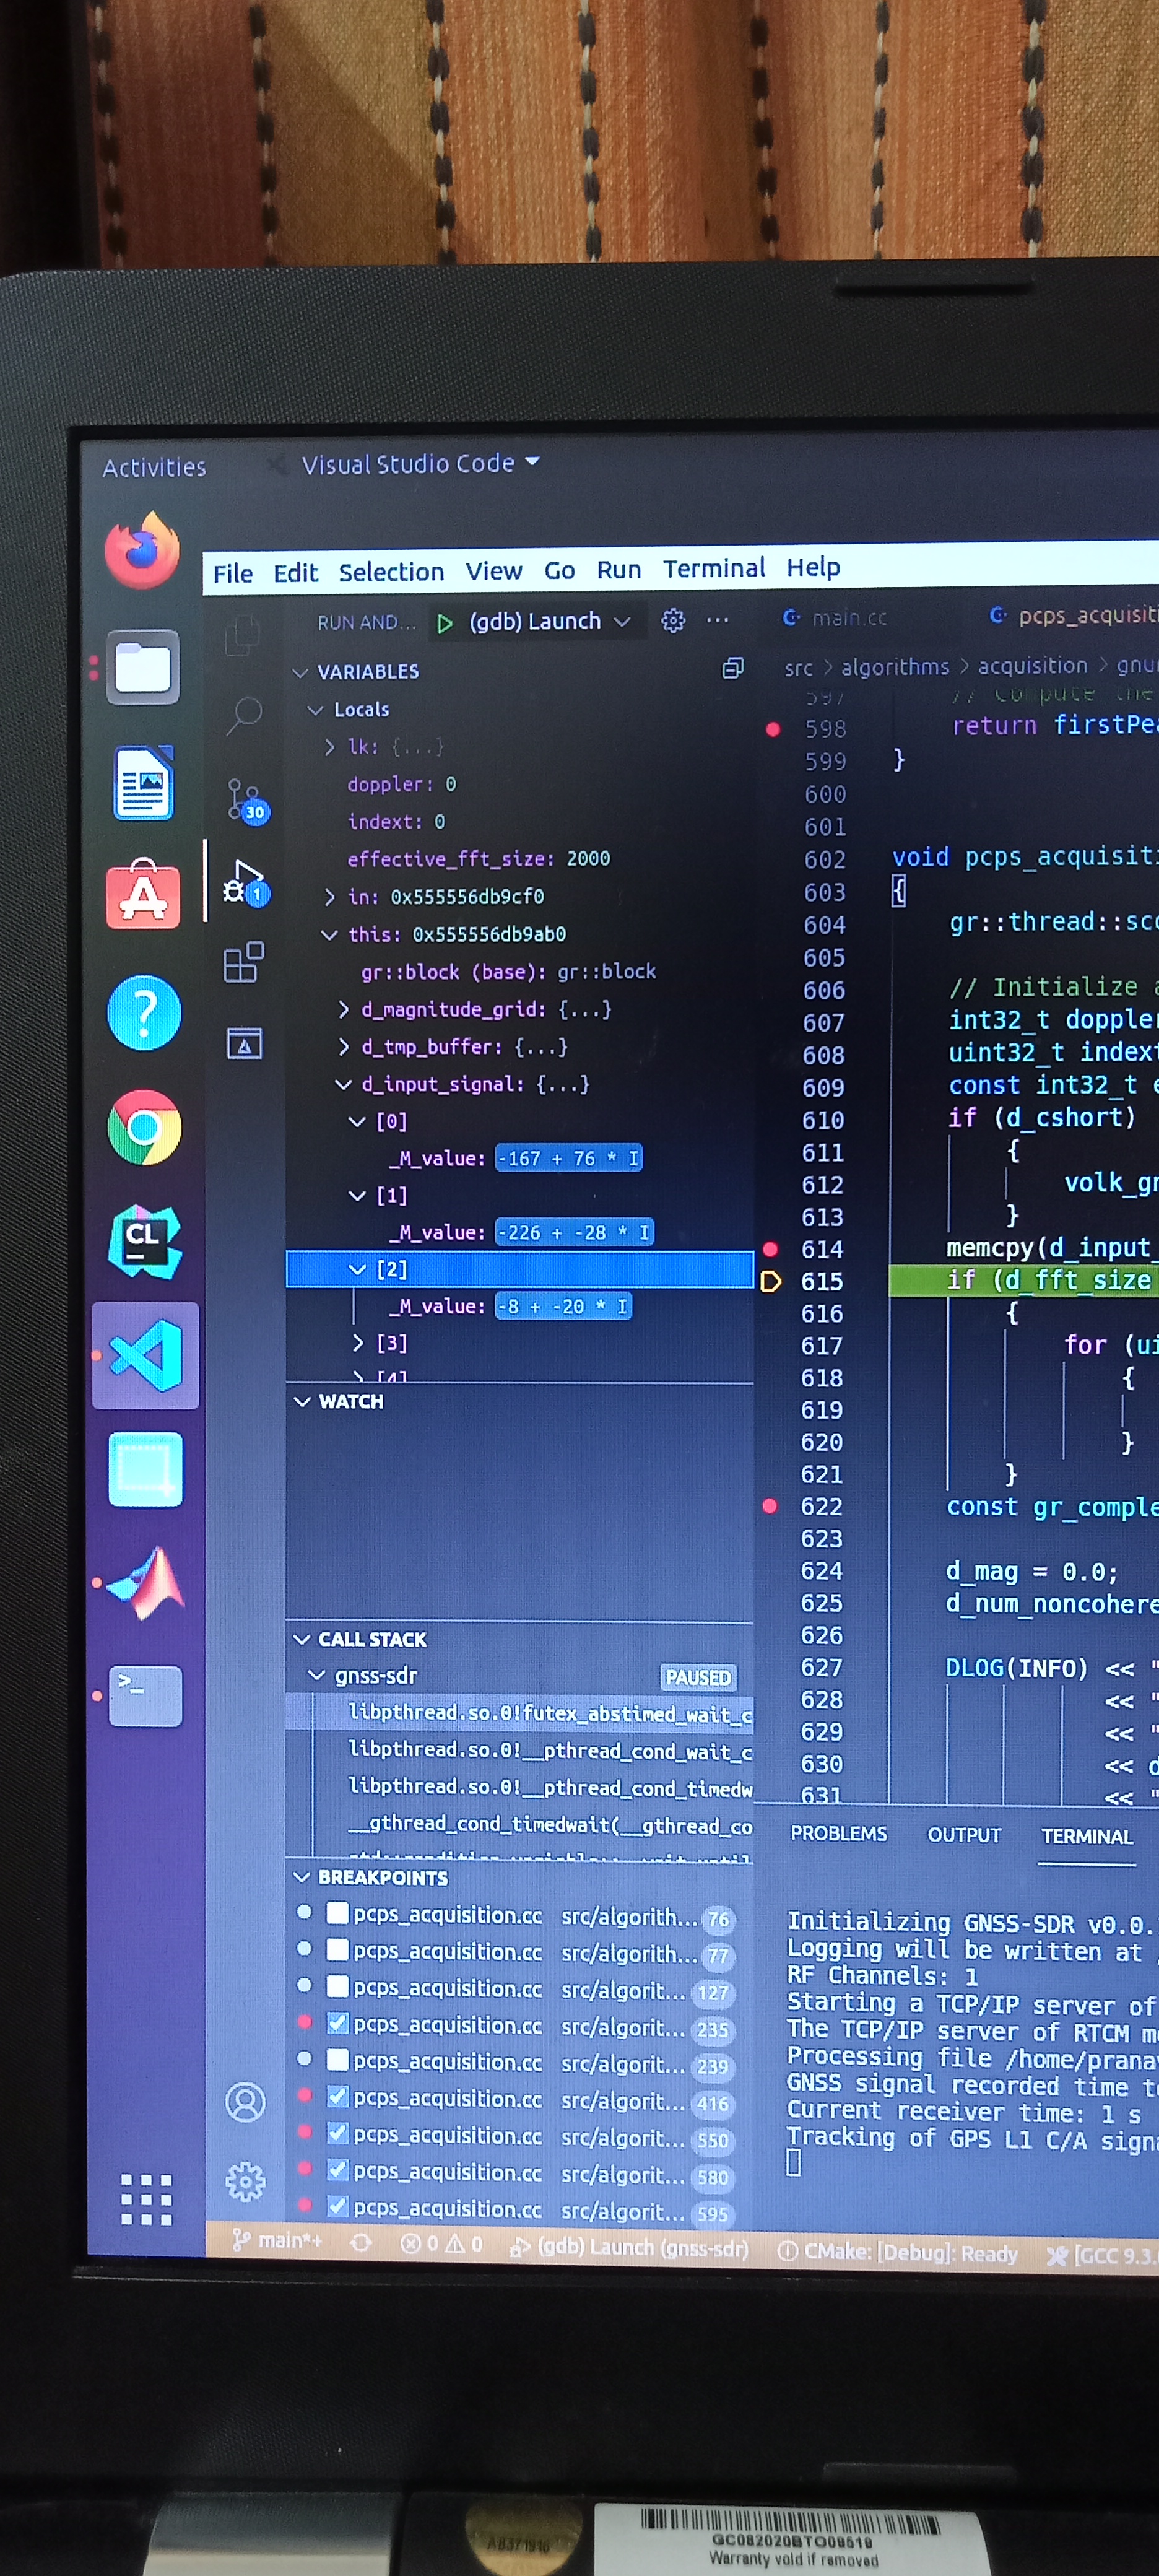 Activities
Visual Studio Code
File Edit Selection View Go Run Terminal Help
RUN AND... (gdb) Launch ...
VARIABLES
Locals
lk: {...}
doppler: 0
indext: 0
effective_fft_size: 2000
in: 0x555556db9cf0
this: 0x555556db9ab0
gr::block (base): gr::block
d_magnitude_grid: {...}
d_tmp_buffer: {...}
d_input_signal: {...}
[0]
_M_value: -167 + 76 * I
[1]
_M_value: -226 + -28 * I
[2]
_M_value: -8 + -20 * I
[3]
[4]
WATCH
CALL STACK
gnss-sdr PAUSED
libpthread.so.0!futex_abstimed_wait_c
libpthread.so.0!__pthread_cond_wait_c
libpthread.so.0!__pthread_cond_timedw
__gthread_cond_timedwait(__gthread_co
BREAKPOINTS
pcps_acquisition.cc src/algorith... 76
pcps_acquisition.cc src/algorith... 77
pcps_acquisition.cc src/algorit... 127
pcps_acquisition.cc src/algorit... 235
pcps_acquisition.cc src/algorit... 239
pcps_acquisition.cc src/algorit... 416
pcps_acquisition.cc src/algorit... 550
pcps_acquisition.cc src/algorit... 580
pcps_acquisition.cc src/algorit... 595
30
1
CL
main.cc pcps_acquisiti
src > algorithms > acquisition > gnu
597 // Compute the
598 return firstPea
599 }
600
601
602 void pcps_acquisiti
603 {
604 gr::thread::sco
605
606 // Initialize a
607 int32_t doppler
608 uint32_t indext
609 const int32_t e
610 if (d_cshort)
611 {
612 volk_gn
613 }
614 memcpy(d_input_
615 if (d_fft_size
616 {
617 for (ui
618 {
619
620 }
621 }
622 const gr_comple
623
624 d_mag = 0.0;
625 d_num_noncohere
626
627 DLOG(INFO) << "
628 << "
629 << "
630 << d
631 << "
PROBLEMS OUTPUT TERMINAL
Initializing GNSS-SDR v0.0.
Logging will be written at
RF Channels: 1
Starting a TCP/IP server of
The TCP/IP server of RTCM me
Processing file /home/prana
GNSS signal recorded time to
Current receiver time: 1 s
Tracking of GPS L1 C/A signa
main*+ 0 0 (gdb) Launch (gnss-sdr) CMake: [Debug]: Ready [GCC 9.3.
GC082020BTO09519
Warranty void if removed